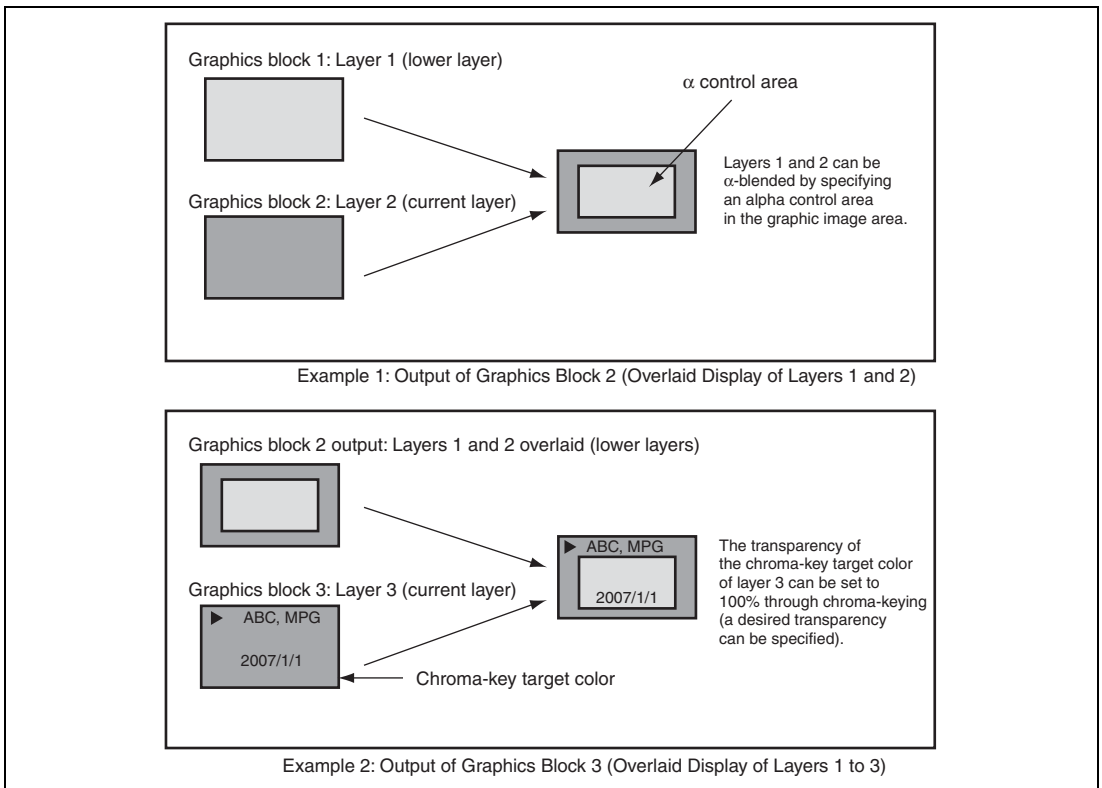 Graphics block 1: Layer 1 (lower layer)
α control area
Layers 1 and 2 can be
α-blended by specifying
an alpha control area
in the graphic image area.
Graphics block 2: Layer 2 (current layer)
Example 1: Output of Graphics Block 2 (Overlaid Display of Layers 1 and 2)
Graphics block 2 output: Layers 1 and 2 overlaid (lower layers)
ABC, MPG
2007/1/1
The transparency of
the chroma-key target color
of layer 3 can be set to
100% through chroma-keying
(a desired transparency
can be specified).
Graphics block 3: Layer 3 (current layer)
ABC, MPG
2007/1/1
Chroma-key target color
Example 2: Output of Graphics Block 3 (Overlaid Display of Layers 1 to 3)